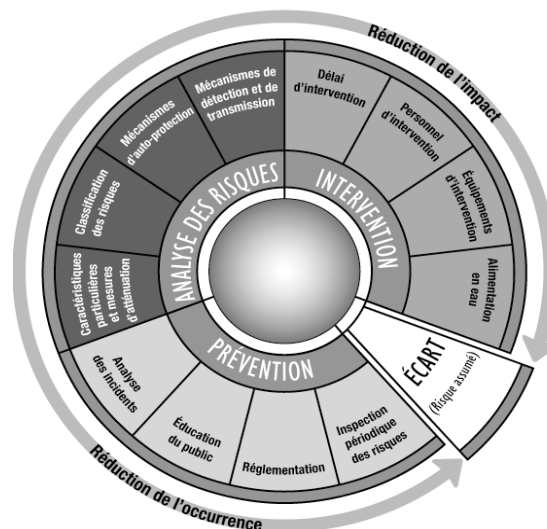 Réduction de l'impact
Mécanismes de
détection et de
transmission
Délai
d'intervention
Mécanismes
d'auto-protection
Personnel
d'intervention
Classification
des risques
Équipements
d'intervention
Caractéristiques
particulières
et mesures
d'atténuation
Alimentation
en eau
ANALYSE DES RISQUES
INTERVENTION
PRÉVENTION
ÉCART
(Risque assumé)
Analyse
des incidents
Éducation
du public
Réglementation
Inspection
périodique
des risques
Réduction de l'occurrence